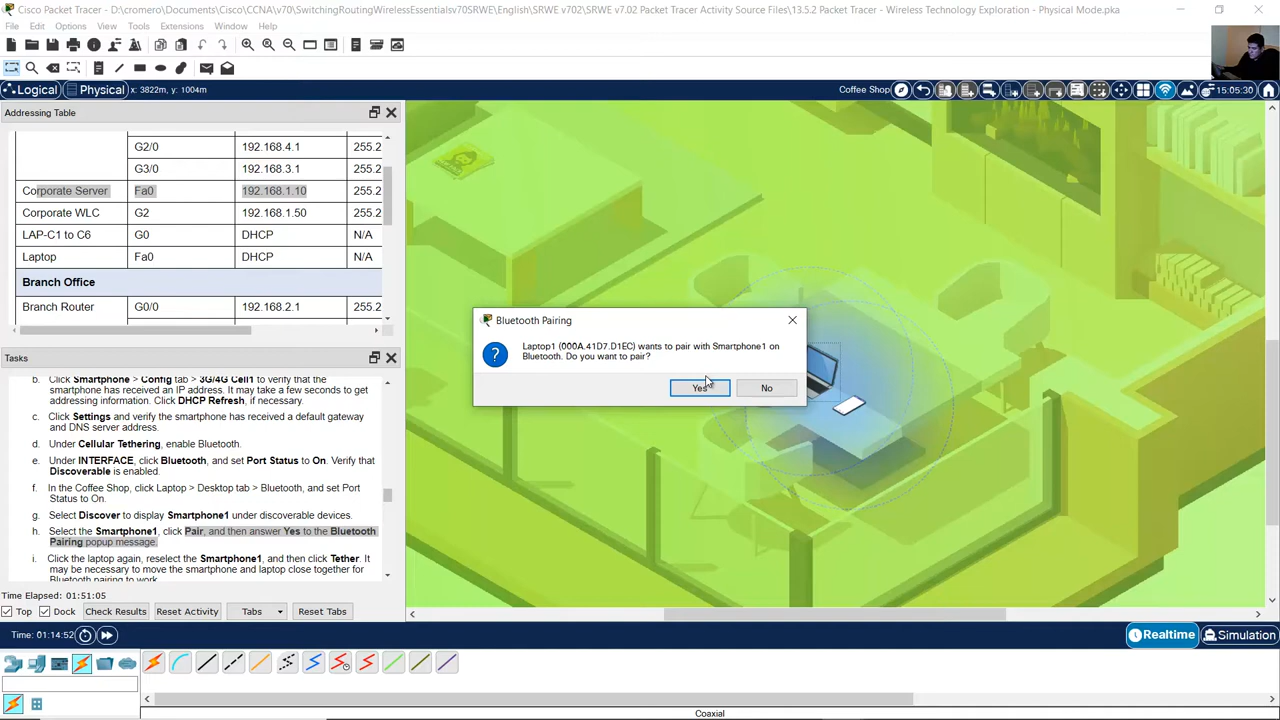 Cisco Packet Tracer - D:\cromero\Documents\Cisco\CCNA\v70\SwitchingRoutingWirelessEssentialsv70SRWE\English\SRWE v702\SRWE v7.02 Packet Tracer Activity Source Files\13.5.2 Packet Tracer - Wireless Technology Exploration - Physical Mode.pka
File Edit Options View Tools Extensions Window Help
Logical Physical x: 3822m, y: 1004m Coffee Shop 15:05:30
Addressing Table
G2/0 192.168.4.1 255.2
G3/0 192.168.3.1 255.2
Corporate Server Fa0 192.168.1.10 255.2
Corporate WLC G2 192.168.1.50 255.2
LAP-C1 to C6 G0 DHCP N/A
Laptop Fa0 DHCP N/A
Branch Office
Branch Router G0/0 192.168.2.1 255.2
Tasks
b. Click Smartphone > Config tab > 3G/4G Cell1 to verify that the
smartphone has received an IP address. It may take a few seconds to get
addressing information. Click DHCP Refresh, if necessary.
c. Click Settings and verify the smartphone has received a default gateway
and DNS server address.
d. Under Cellular Tethering, enable Bluetooth.
e. Under INTERFACE, click Bluetooth, and set Port Status to On. Verify that
Discoverable is enabled.
f. In the Coffee Shop, click Laptop > Desktop tab > Bluetooth, and set Port
Status to On.
g. Select Discover to display Smartphone1 under discoverable devices.
h. Select the Smartphone1, click Pair, and then answer Yes to the Bluetooth
Pairing popup message.
i. Click the laptop again, reselect the Smartphone1, and then click Tether. It
may be necessary to move the smartphone and laptop close together for
Bluetooth pairing to work.
Time Elapsed: 01:51:05
Top Dock Check Results Reset Activity Tabs Reset Tabs
Bluetooth Pairing
Laptop1 (000A.41D7.D1EC) wants to pair with Smartphone1 on
Bluetooth. Do you want to pair?
Yes No
Time: 01:14:52 Realtime Simulation
Coaxial